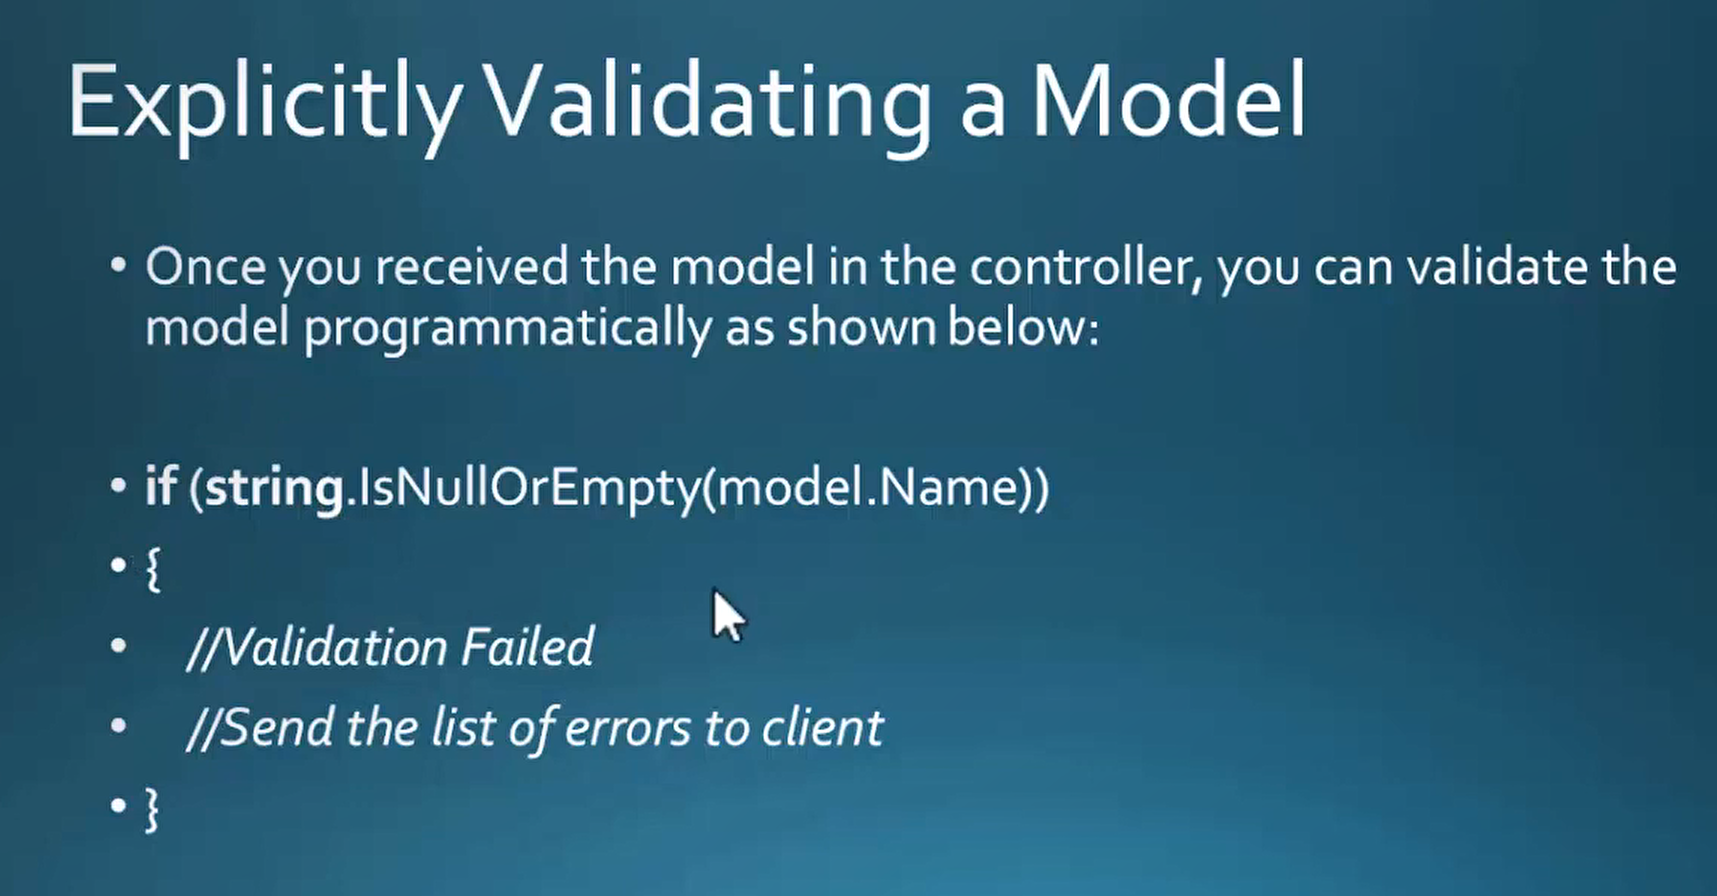 Explicitly Validating a Model
• Once you received the model in the controller, you can validate the
model programmatically as shown below:
• if (string.IsNullOrEmpty(model.Name))
• {
• //Validation Failed
• //Send the list of errors to client
• }